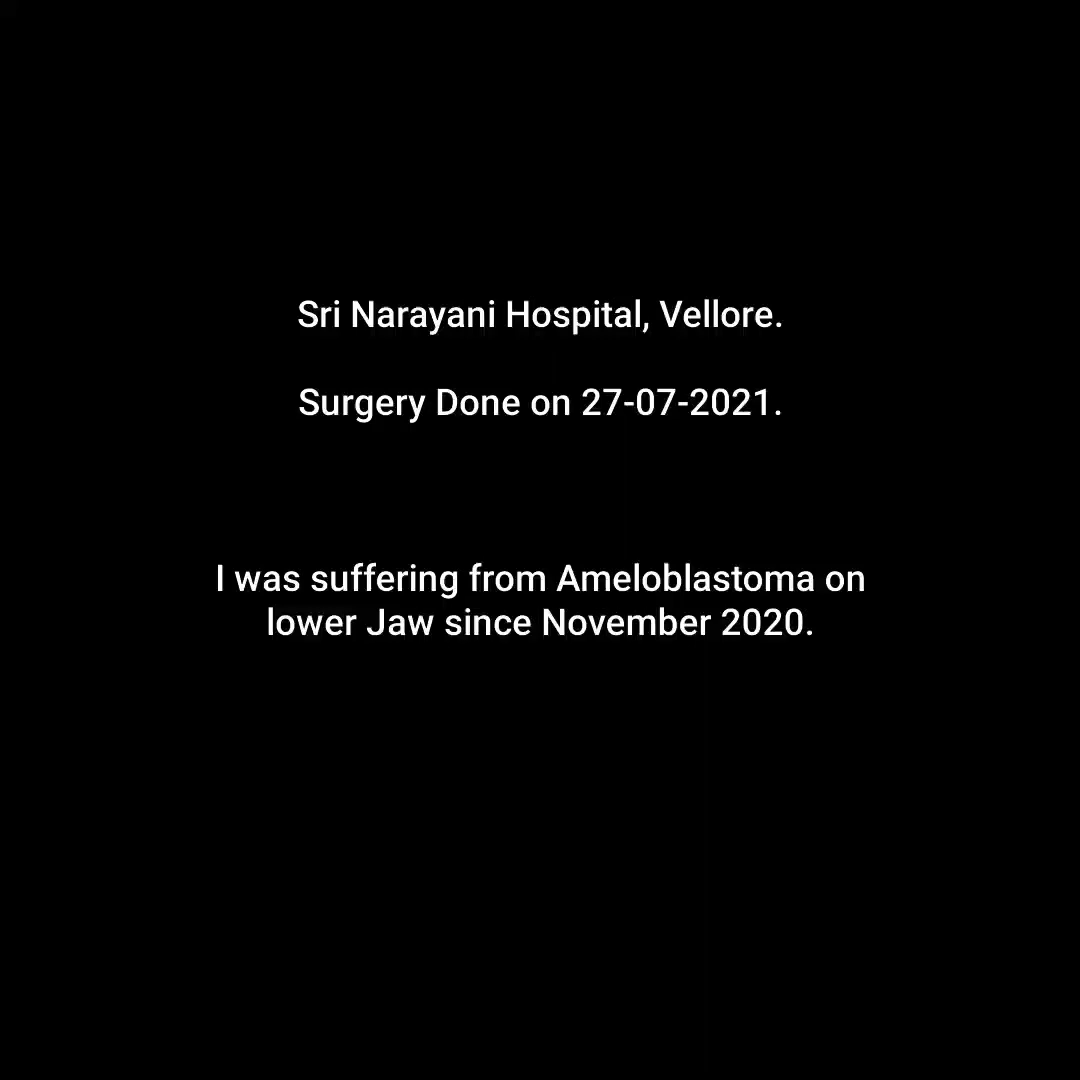 Sri Narayani Hospital, Vellore.
Surgery Done on 27-07-2021.
I was suffering from Ameloblastoma on
lower Jaw since November 2020.